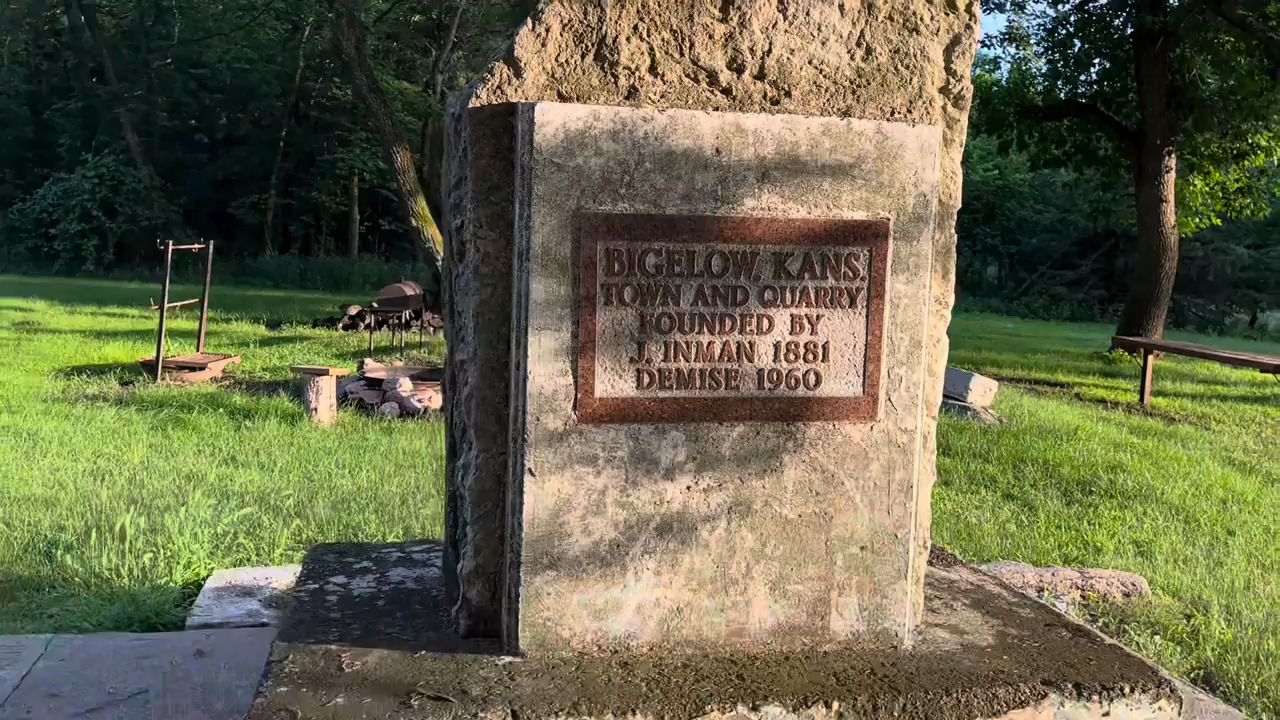 BIGELOW, KANS.
TOWN AND QUARRY
FOUNDED BY
J. INMAN 1881
DEMISE 1960